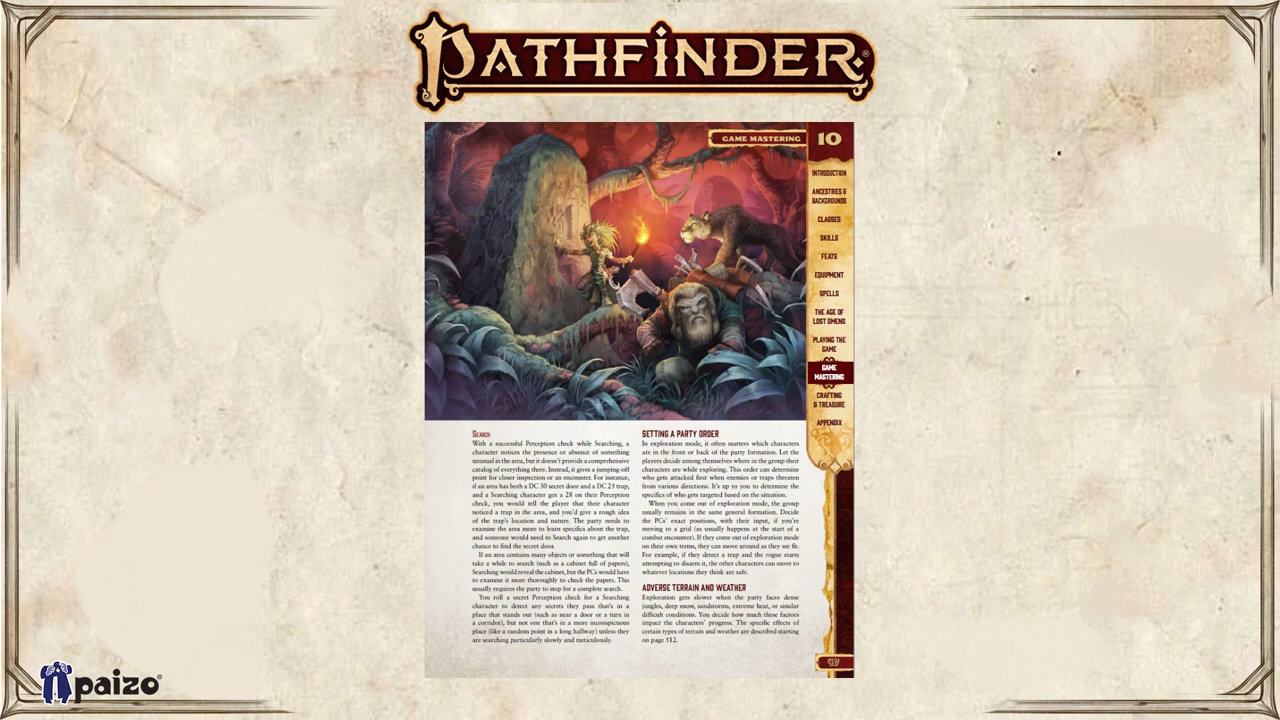 PATHFINDER®
GAME MASTERING
10
INTRODUCTION
ANCESTRIES &
BACKGROUNDS
CLASSES
SKILLS
FEATS
EQUIPMENT
SPELLS
THE AGE OF
LOST OMENS
PLAYING THE
GAME
GAME
MASTERING
CRAFTING
& TREASURE
APPENDIX
SEARCH
With a successful Perception check while Searching, a
character notices the presence or absence of something
unusual in the area, but it doesn't provide a comprehensive
catalog of everything there. Instead, it gives a jumping-off
point for closer inspection or an encounter. For instance,
if an area has both a DC 30 secret door and a DC 25 trap,
and a Searching character got a 28 on their Perception
check, you would tell the player that their character
noticed a trap in the area, and you'd give a rough idea
of the trap's location and nature. The party needs to
examine the area more to learn specifics about the trap,
and someone would need to Search again to get another
chance to find the secret door.
If an area contains many objects or something that will
take a while to search (such as a cabinet full of papers),
Searching would reveal the cabinet, but the PCs would have
to examine it more thoroughly to check the papers. This
usually requires the party to stop for a complete search.
You roll a secret Perception check for a Searching
character to detect any secrets they pass that's in a
place that stands out (such as near a door or a turn in
a corridor), but not one that's in a more inconspicuous
place (like a random point in a long hallway) unless they
are searching particularly slowly and meticulously.
SETTING A PARTY ORDER
In exploration mode, it often matters which characters
are in the front or back of the party formation. Let the
players decide among themselves where in the group their
characters are while exploring. This order can determine
who gets attacked first when enemies or traps threaten
from various directions. It's up to you to determine the
specifics of who gets targeted based on the situation.
When you come out of exploration mode, the group
usually remains in the same general formation. Decide
the PCs' exact positions, with their input, if you're
moving to a grid (as usually happens at the start of a
combat encounter). If they come out of exploration mode
on their own terms, they can move around as they see fit.
For example, if they detect a trap and the rogue starts
attempting to disarm it, the other characters can move to
whatever locations they think are safe.
ADVERSE TERRAIN AND WEATHER
Exploration gets slower when the party faces dense
jungles, deep snow, sandstorms, extreme heat, or similar
difficult conditions. You decide how much these factors
impact the characters' progress. The specific effects of
certain types of terrain and weather are described starting
on page 512.
paizo®